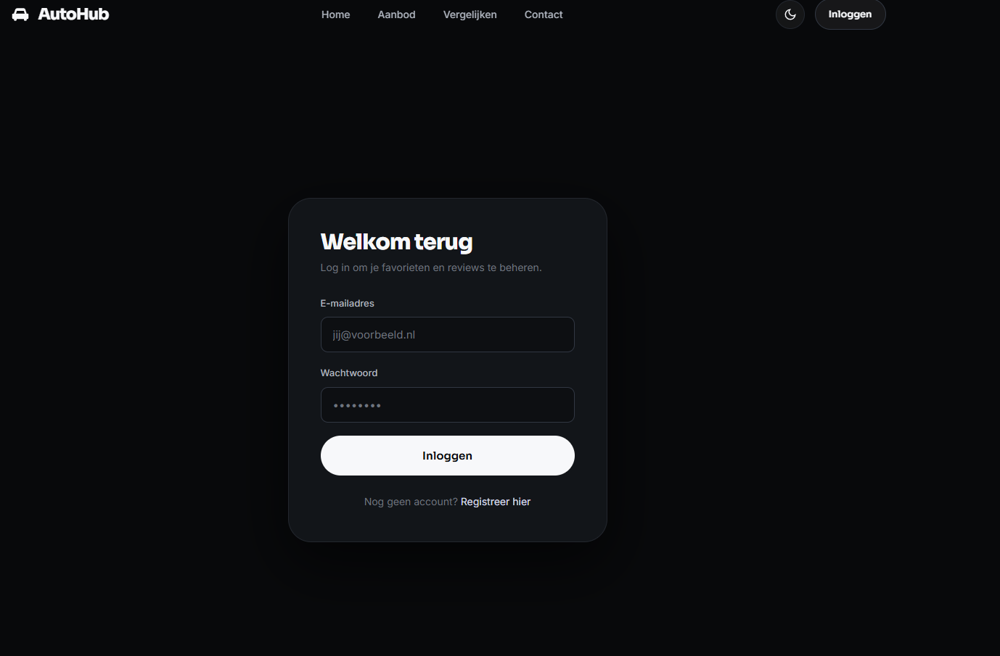 AutoHub
Home Aanbod Vergelijken Contact
Inloggen
Welkom terug
Log in om je favorieten en reviews te beheren.
E-mailadres
jij@voorbeeld.nl
Wachtwoord
••••••••
Inloggen
Nog geen account? Registreer hier